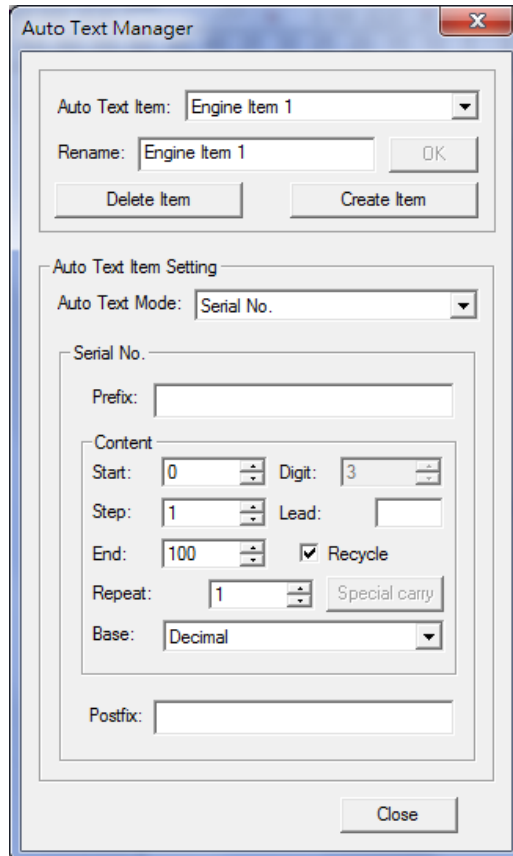 Auto Text Manager
Auto Text Item: Engine Item 1
Rename: Engine Item 1 OK
Delete Item Create Item
Auto Text Item Setting
Auto Text Mode: Serial No.
Serial No.
Prefix:
Content
Start: 0 Digit: 3
Step: 1 Lead:
End: 100 Recycle
Repeat: 1 Special carry
Base: Decimal
Postfix:
Close